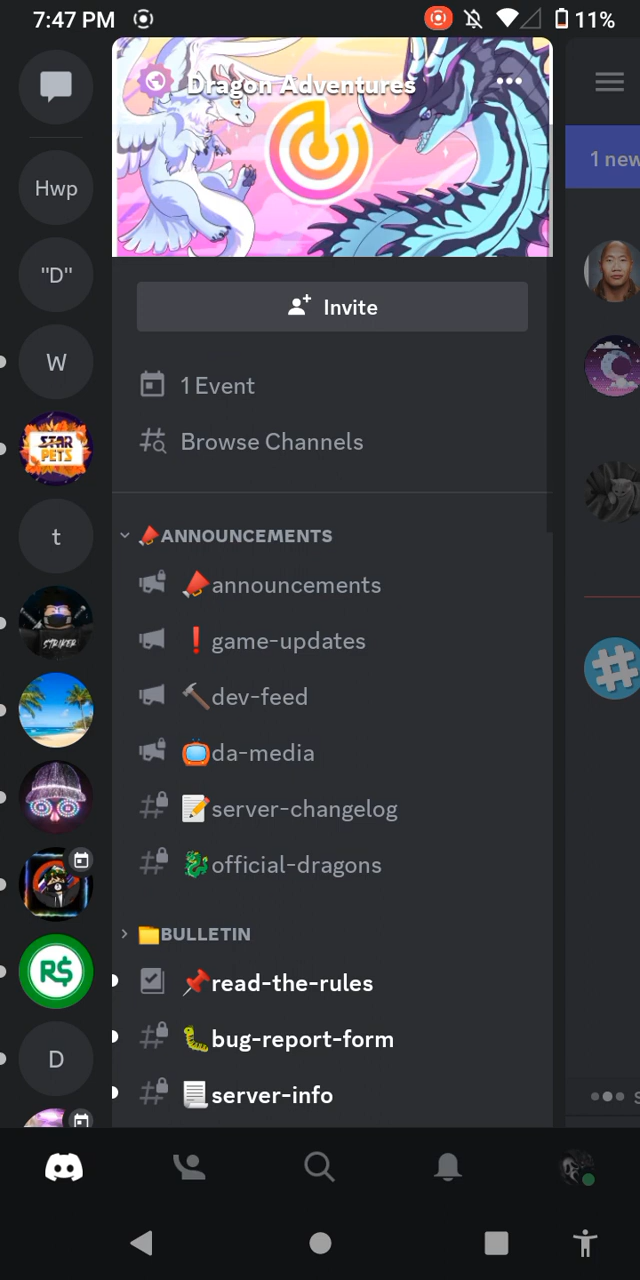 7:47 PM
11%
Dragon Adventures
1 new
Hwp
"D"
W
STAR PETS
t
STRIKER
R$
D
Invite
1 Event
Browse Channels
ANNOUNCEMENTS
announcements
game-updates
dev-feed
da-media
server-changelog
official-dragons
BULLETIN
read-the-rules
bug-report-form
server-info